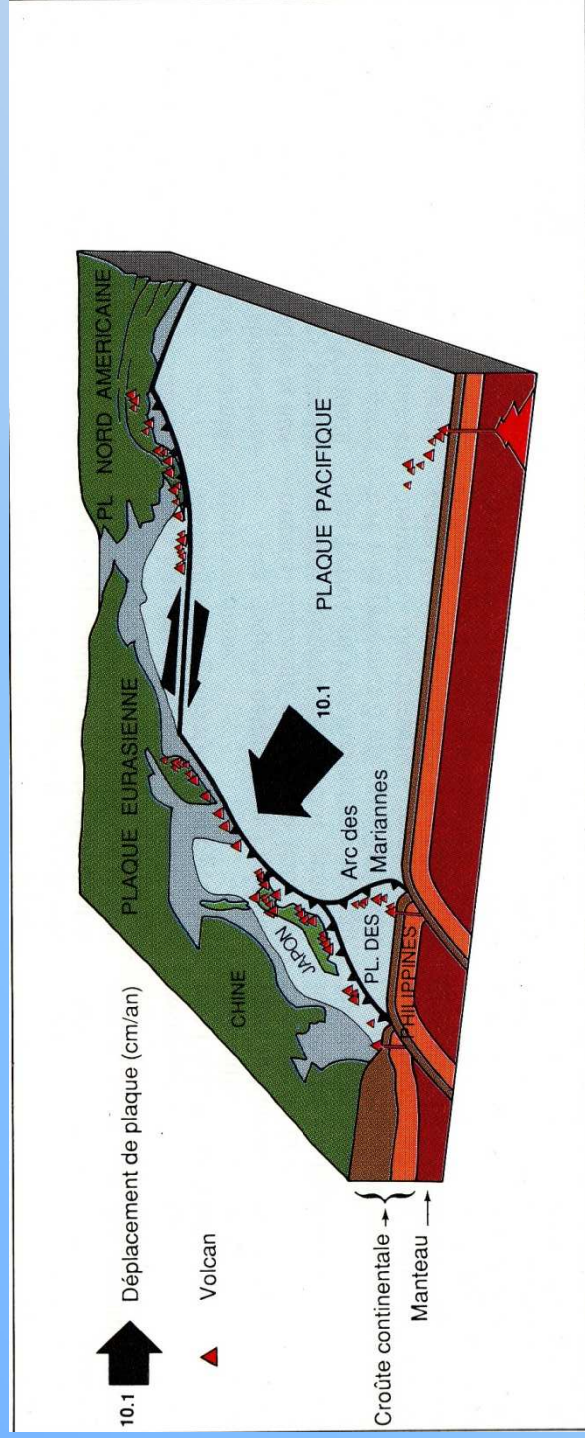 10.1
Déplacement de plaque (cm/an)
Volcan
PLAQUE EURASIENNE
PL. NORD AMERICAINE
CHINE
JAPON
10.1
PLAQUE PACIFIQUE
Arc des
Mariannes
PL. DES
PHILIPPINES
Croûte continentale
Manteau